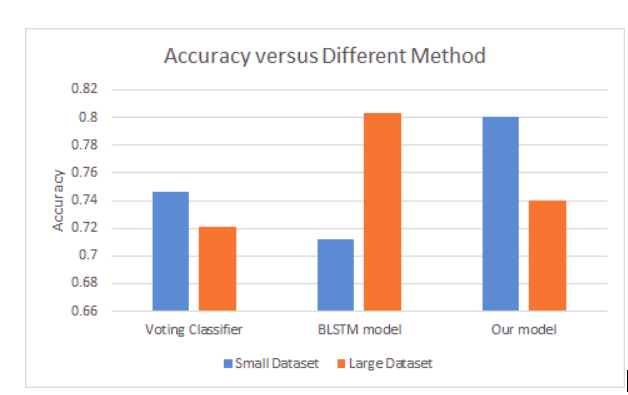 Accuracy versus Different Method
0.82
0.8
0.78
0.76
0.74
0.72
0.7
0.68
0.66
Accuracy
Voting Classifier BLSTM model Our model
Small Dataset Large Dataset